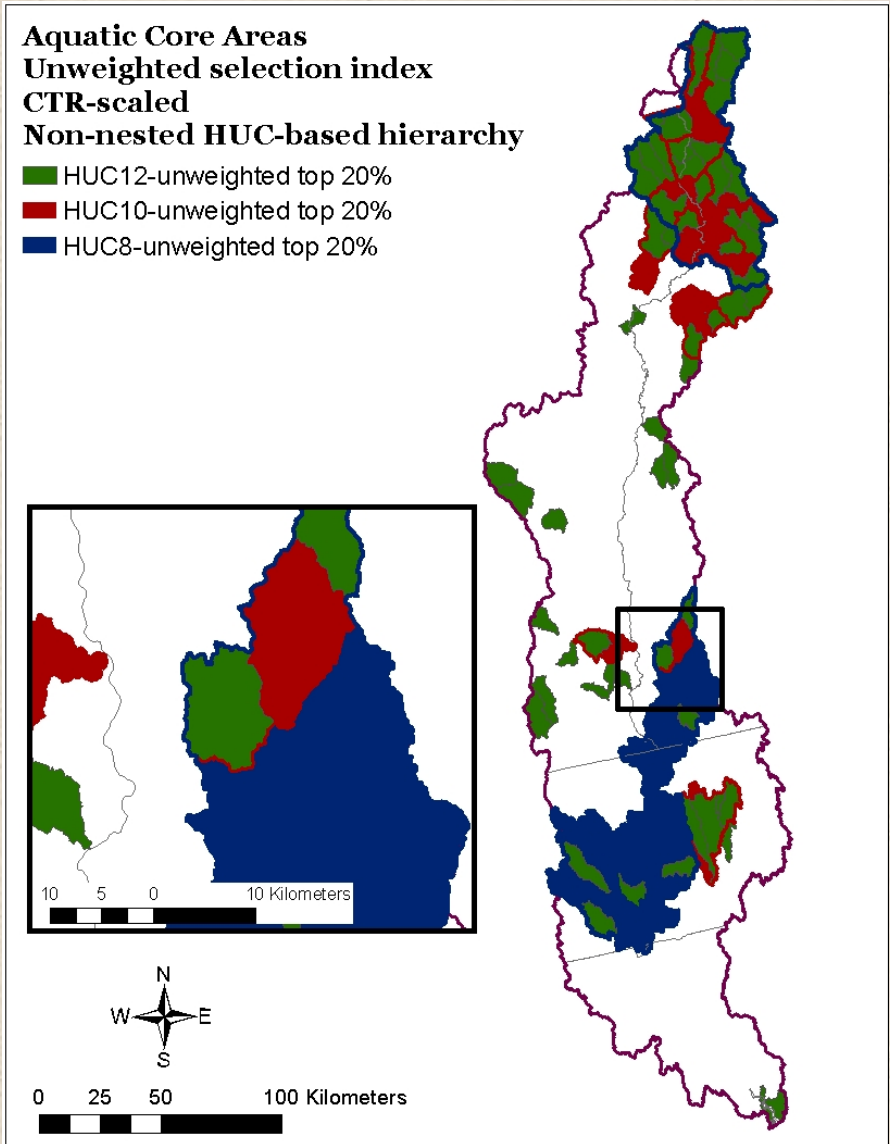 Aquatic Core Areas
Unweighted selection index
CTR-scaled
Non-nested HUC-based hierarchy
HUC12-unweighted top 20%
HUC10-unweighted top 20%
HUC8-unweighted top 20%
10 5 0 10 Kilometers
N
W E
S
0 25 50 100 Kilometers